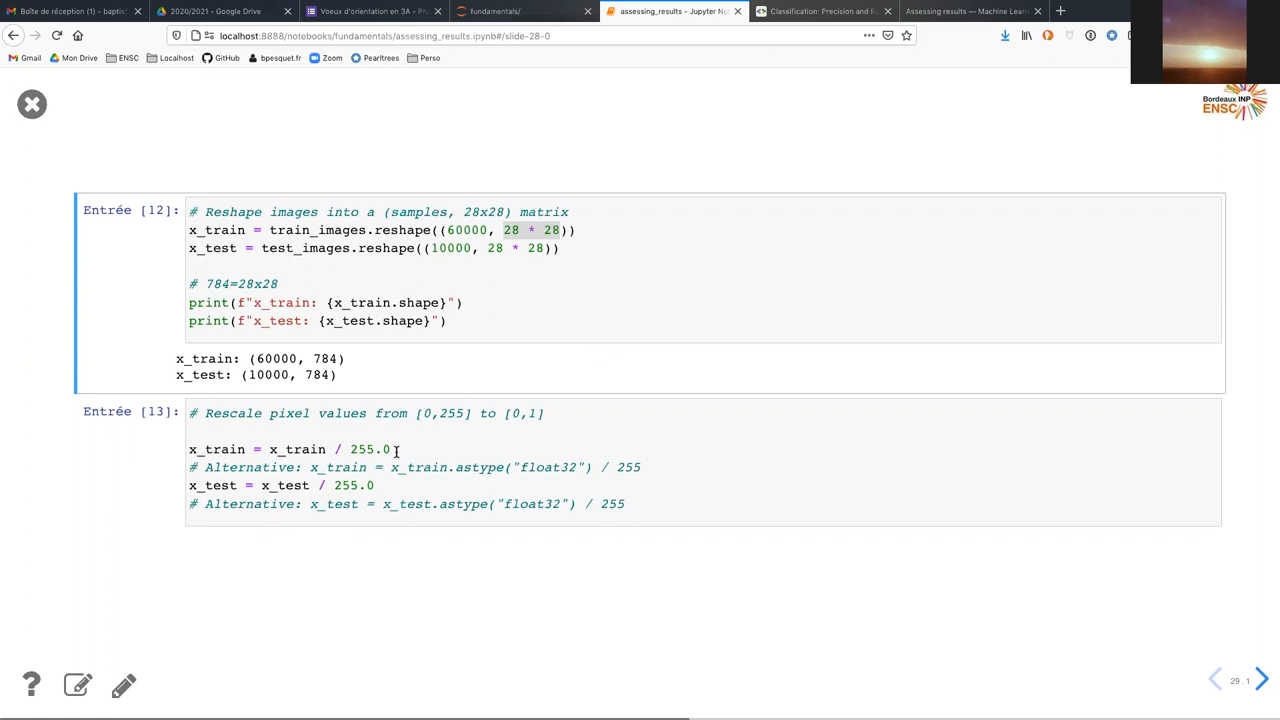 Boîte de réception (1) - baptis
2020/2021 - Google Drive
Voeux d'orientation en 3A - Pr
fundamentals/
assessing_results - Jupyter No
Classification: Precision and R
Assessing results — Machine Learn
localhost:8888/notebooks/fundamentals/assessing_results.ipynb#/slide-28-0
Gmail
Mon Drive
ENSC
Localhost
GitHub
bpesquet.fr
Zoom
Pearltrees
Perso
Bordeaux INP
ENSC
Entrée [12]:
# Reshape images into a (samples, 28x28) matrix
x_train = train_images.reshape((60000, 28 * 28))
x_test = test_images.reshape((10000, 28 * 28))
# 784=28x28
print(f"x_train: {x_train.shape}")
print(f"x_test: {x_test.shape}")
x_train: (60000, 784)
x_test: (10000, 784)
Entrée [13]:
# Rescale pixel values from [0,255] to [0,1]
x_train = x_train / 255.0
# Alternative: x_train = x_train.astype("float32") / 255
x_test = x_test / 255.0
# Alternative: x_test = x_test.astype("float32") / 255
29.1